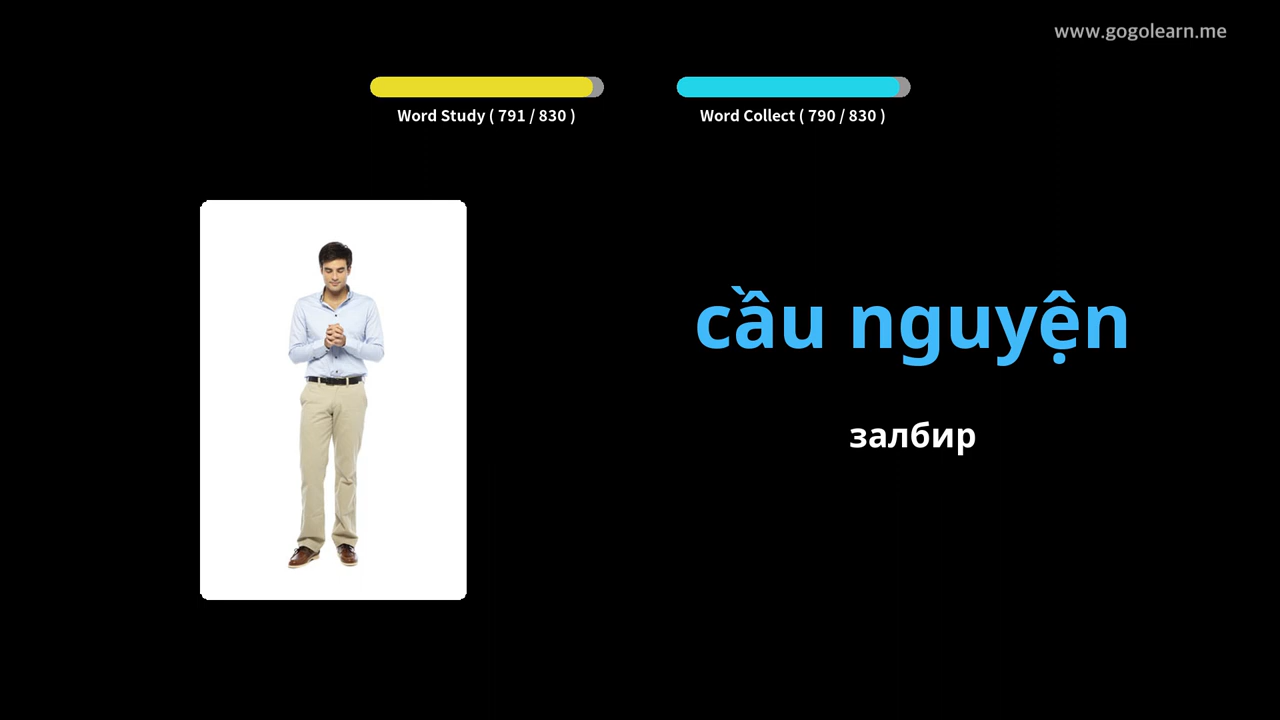 www.gogolearn.me
Word Study ( 791 / 830 )
Word Collect ( 790 / 830 )
cầu nguyện
залбир